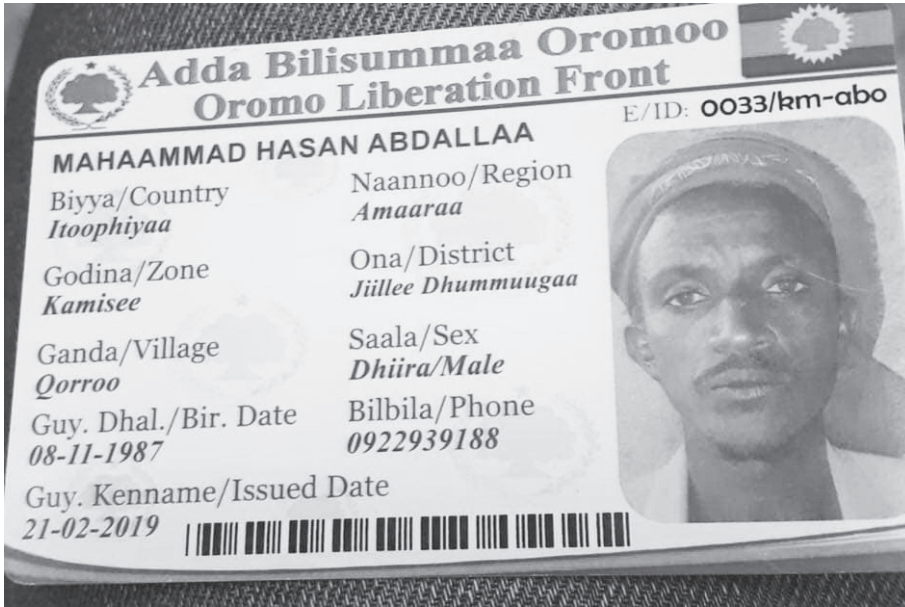 Adda Bilisummaa Oromoo
Oromo Liberation Front
E/ID: 0033/km-abo
MAHAAMMAD HASAN ABDALLAA
Biyya/Country
Itoophiyaa
Naannoo/Region
Amaaraa
Godina/Zone
Kamisee
Ona/District
Jiillee Dhummuugaa
Ganda/Village
Qorroo
Saala/Sex
Dhiira/Male
Guy. Dhal./Bir. Date
08-11-1987
Bilbila/Phone
0922939188
Guy. Kenname/Issued Date
21-02-2019